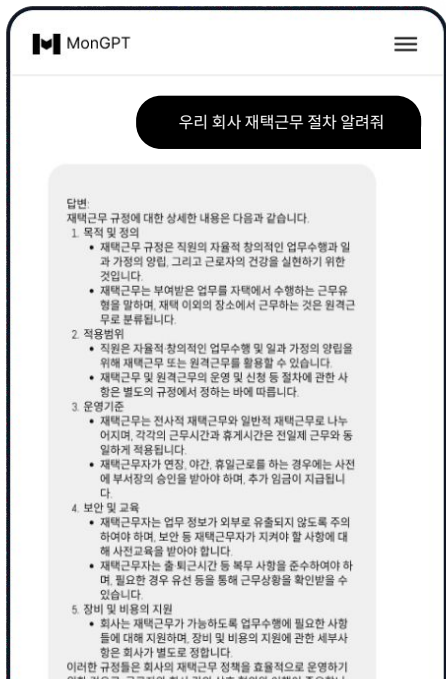 MonGPT
우리 회사 재택근무 절차 알려줘
답변:
재택근무 규정에 대한 상세한 내용은 다음과 같습니다.
1. 목적 및 정의
• 재택근무 규정은 직원의 자율적 창의적인 업무수행과 일
과 가정의 양립, 그리고 근로자의 건강을 실현하기 위한
것입니다.
• 재택근무는 부여받은 업무를 자택에서 수행하는 근무유
형을 말하며, 재택 이외의 장소에서 근무하는 것은 원격근
무로 분류됩니다.
2. 적용범위
• 직원은 자율적·창의적인 업무수행 및 일과 가정의 양립을
위해 재택근무 또는 원격근무를 활용할 수 있습니다.
• 재택근무 및 원격근무의 운영 및 신청 등 절차에 관한 사
항은 별도의 규정에서 정하는 바에 따릅니다.
3. 운영기준
• 재택근무는 전사적 재택근무와 일반적 재택근무로 나누
어지며, 각각의 근무시간과 휴게시간은 전일제 근무와 동
일하게 적용됩니다.
• 재택근무자가 연장, 야간, 휴일근로를 하는 경우에는 사전
에 부서장의 승인을 받아야 하며, 추가 임금이 지급됩니
다.
4. 보안 및 교육
• 재택근무자는 업무 정보가 외부로 유출되지 않도록 주의
하여야 하며, 보안 등 재택근무자가 지켜야 할 사항에 대
해 사전교육을 받아야 합니다.
• 재택근무자는 출·퇴근시간 등 복무 사항을 준수하여야 하
며, 필요한 경우 유선 등을 통해 근무상황을 확인받을 수
있습니다.
5. 장비 및 비용의 지원
• 회사는 재택근무가 가능하도록 업무수행에 필요한 사항
들에 대해 지원하며, 장비 및 비용의 지원에 관한 세부사
항은 회사가 별도로 정합니다.
이러한 규정들은 회사의 재택근무 정책을 효율적으로 운영하기